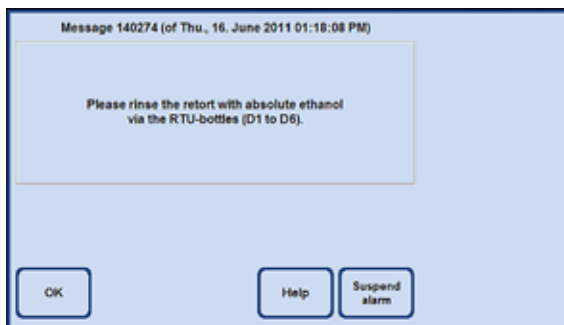 Message 140274 (of Thu., 16. June 2011 01:18:08 PM)
Please rinse the retort with absolute ethanol
via the RTU-bottles (D1 to D6).
OK
Help
Suspend
alarm